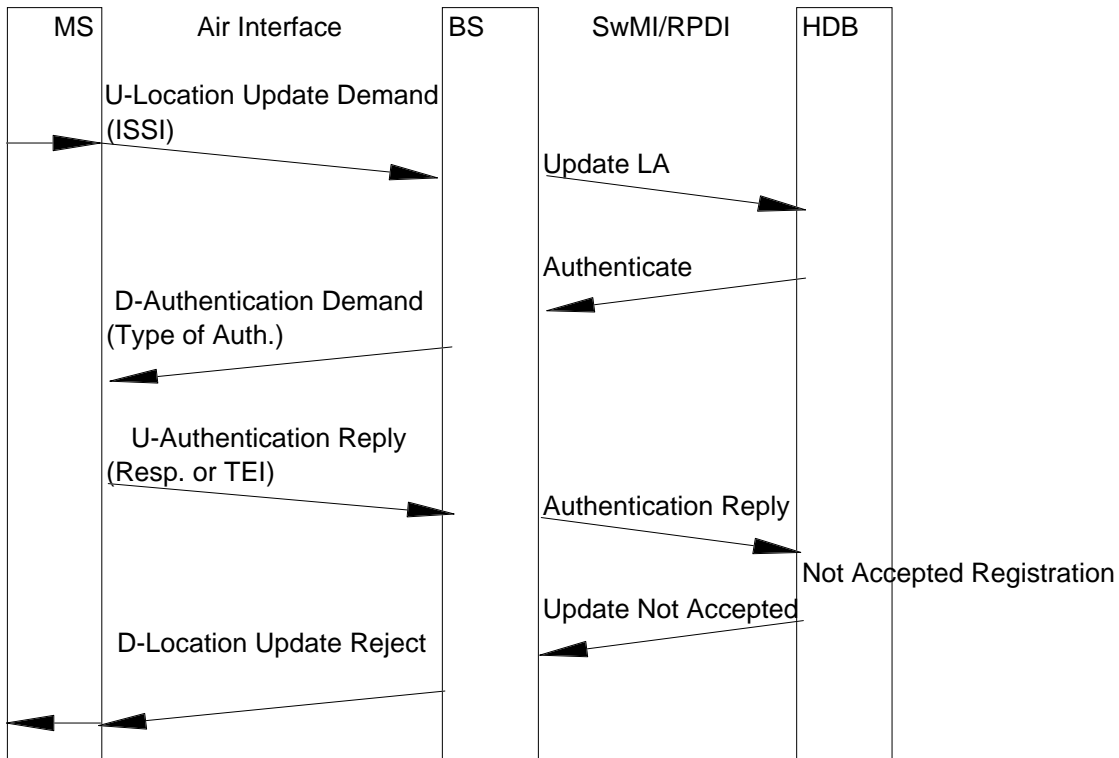 MS Air Interface BS SwMI/RPDI HDB
U-Location Update Demand
(ISSI)
Update LA
Authenticate
D-Authentication Demand
(Type of Auth.)
U-Authentication Reply
(Resp. or TEI)
Authentication Reply
Not Accepted Registration
Update Not Accepted
D-Location Update Reject